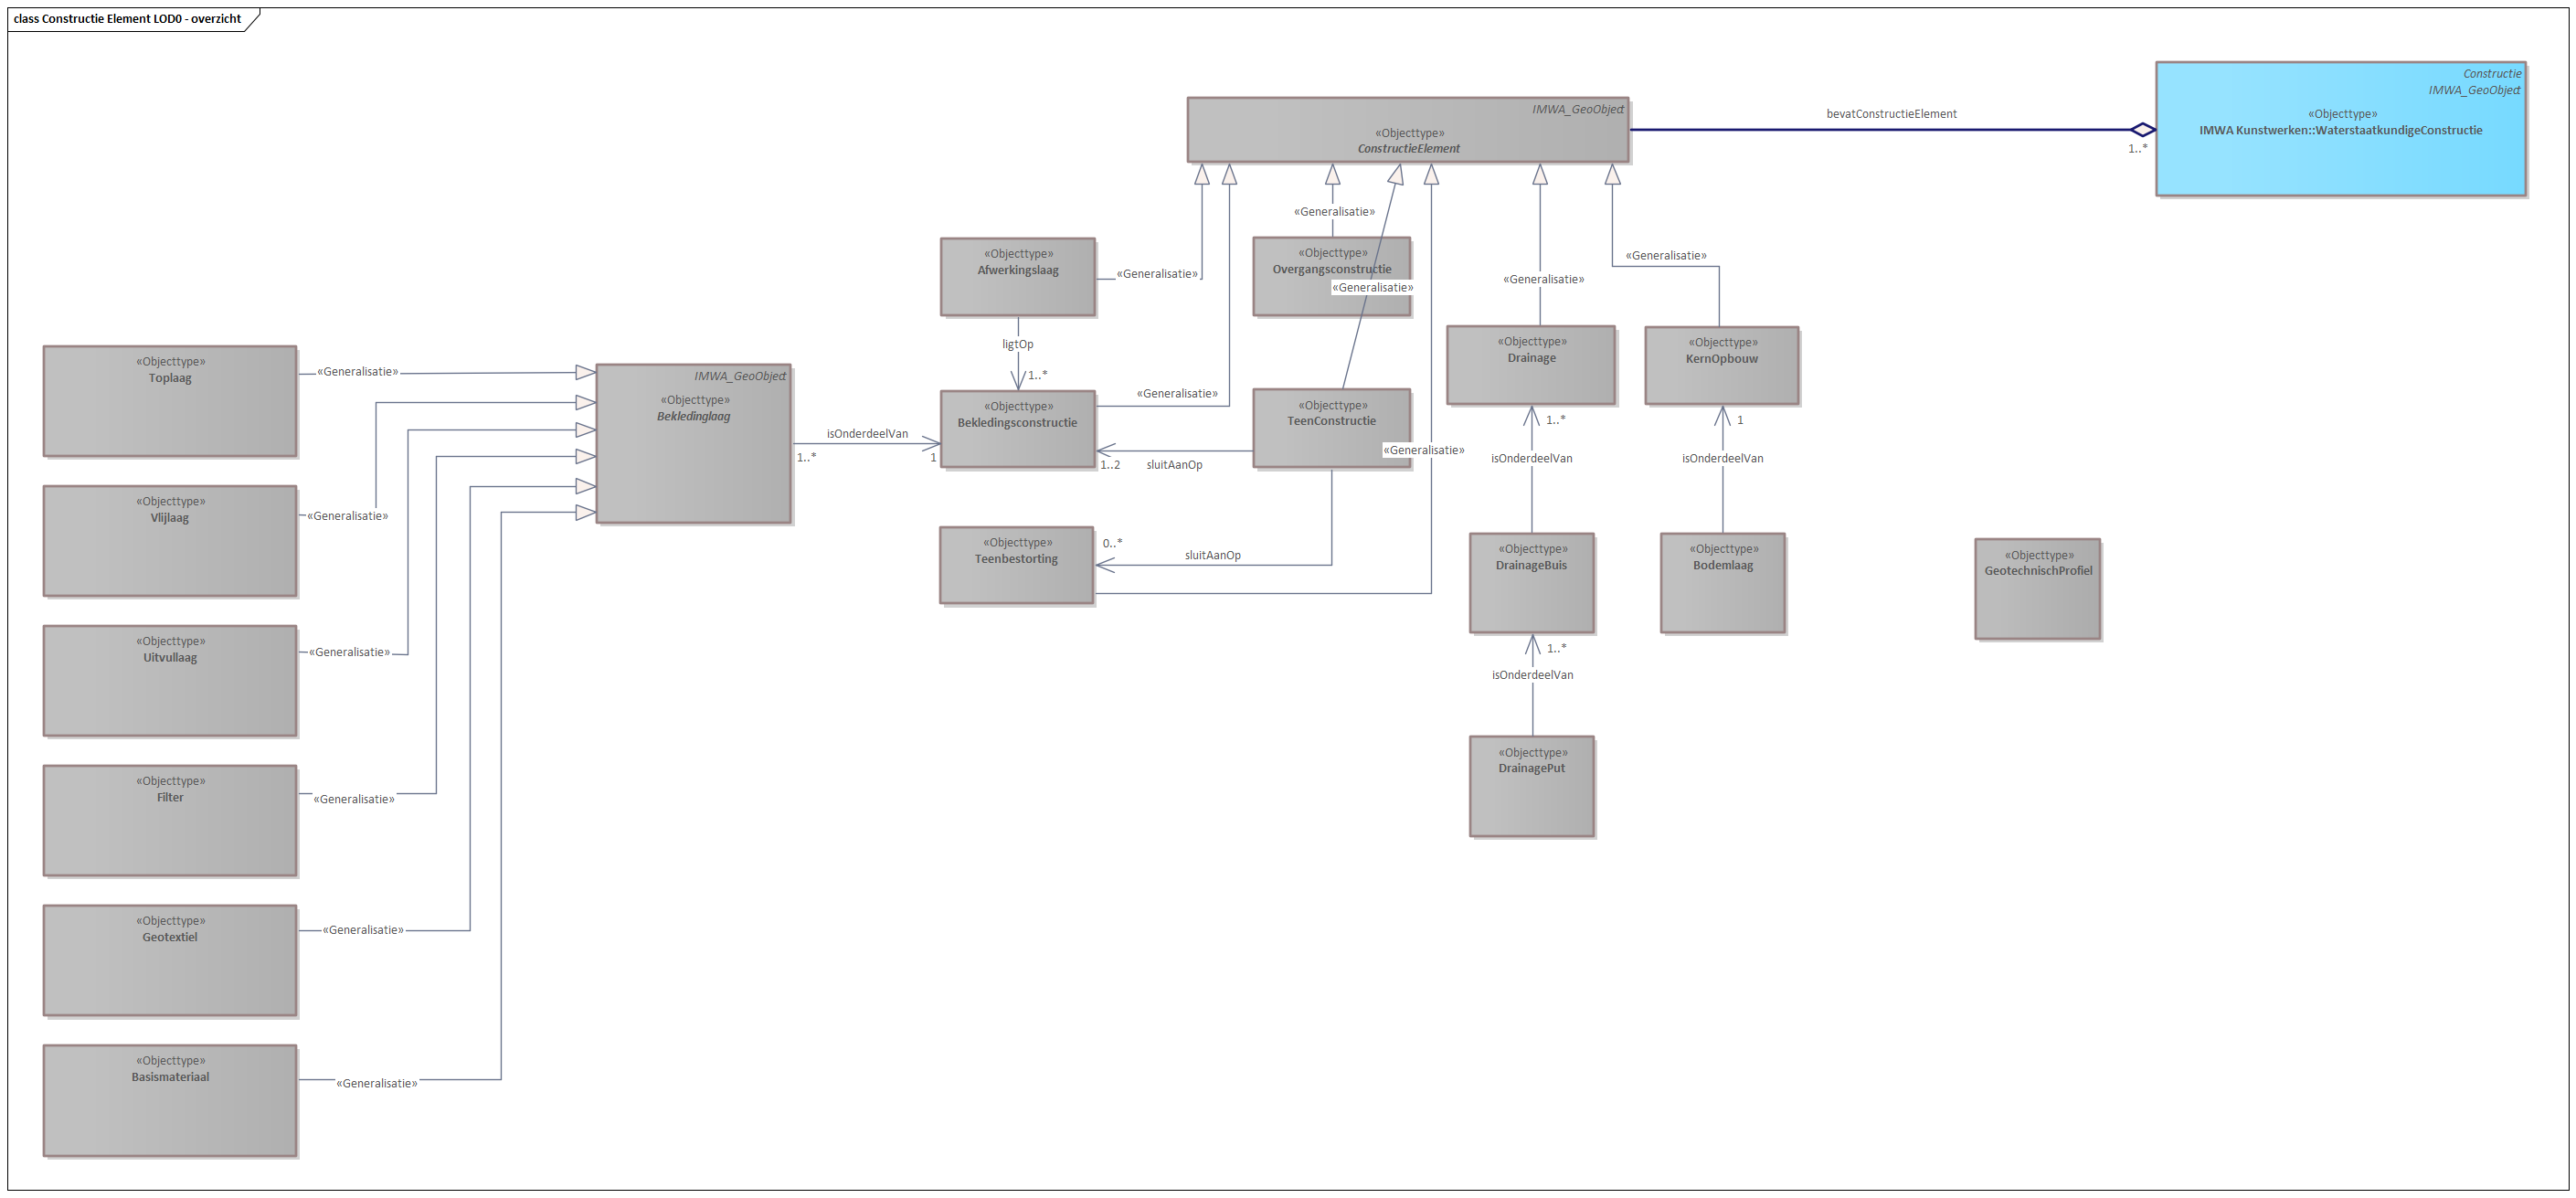 class Constructie Element LOD0 - overzicht
Constructie
IMWA_GeoObject
«Objecttype»
IMWA Kunstwerken::WaterstaatkundigeConstructie
IMWA_GeoObject
«Objecttype»
ConstructieElement
bevatConstructieElement
1..*
«Generalisatie»
«Objecttype»
Afwerkingslaag
«Generalisatie»
«Objecttype»
Overgangsconstructie
«Generalisatie»
«Generalisatie»
«Generalisatie»
ligtOp
1..*
«Objecttype»
Drainage
«Objecttype»
KernOpbouw
«Objecttype»
Toplaag
«Generalisatie»
IMWA_GeoObject
«Objecttype»
Bekledinglaag
«Generalisatie»
«Objecttype»
Bekledingsconstructie
«Objecttype»
TeenConstructie
1..*
1
isOnderdeelVan
1..*
1
«Generalisatie»
1..2
sluitAanOp
isOnderdeelVan
isOnderdeelVan
«Objecttype»
Vlijlaag
«Generalisatie»
«Objecttype»
Teenbestorting
0..*
sluitAanOp
«Objecttype»
DrainageBuis
«Objecttype»
Bodemlaag
«Objecttype»
GeotechnischProfiel
«Objecttype»
Uitvullaag
«Generalisatie»
1..*
isOnderdeelVan
«Objecttype»
DrainagePut
«Objecttype»
Filter
«Generalisatie»
«Objecttype»
Geotextiel
«Generalisatie»
«Objecttype»
Basismateriaal
«Generalisatie»